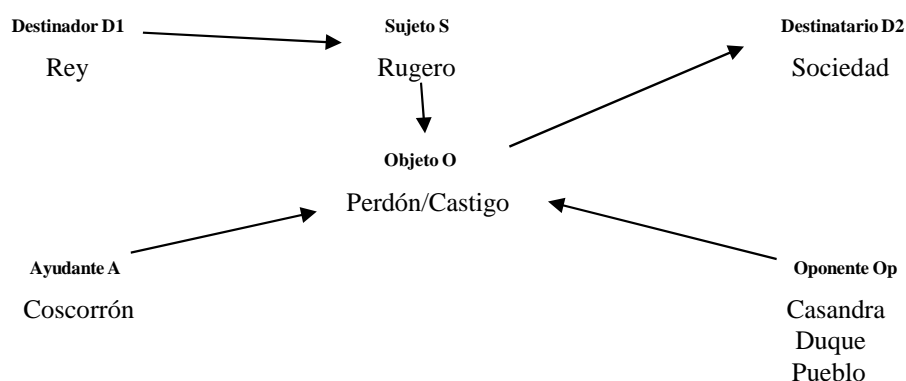 Destinador D1
Sujeto S
Destinatario D2
Rey
Rugero
Sociedad
Objeto O
Perdón/Castigo
Ayudante A
Oponente Op
Coscorrón
Casandra
Duque
Pueblo